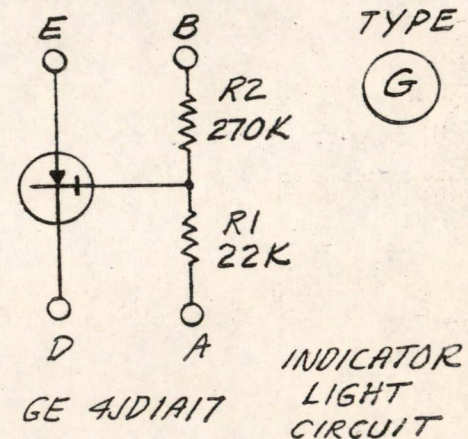 E B TYPE
G
R2
270K
R1
22K
D A
INDICATOR
LIGHT
CIRCUIT
GE 4JD1A17